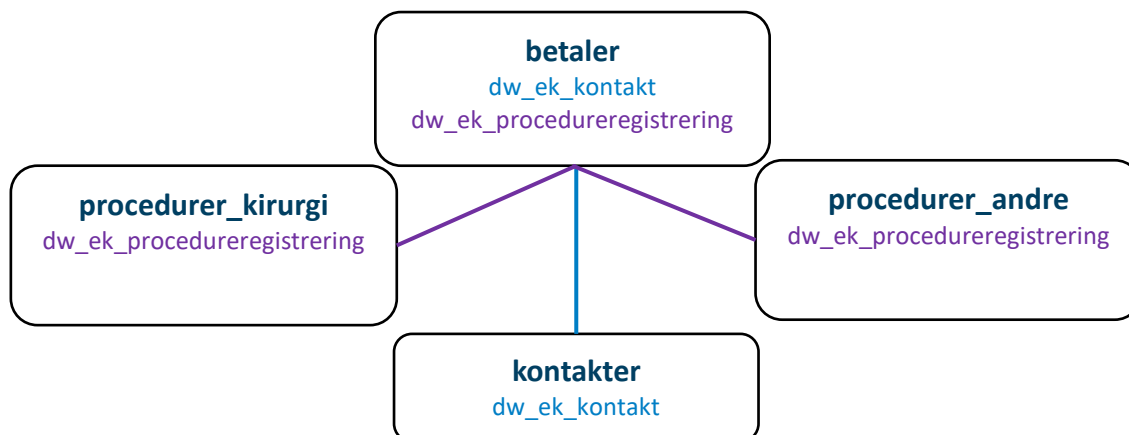 betaler
dw_ek_kontakt
dw_ek_procedureregistrering
procedurer_kirurgi
dw_ek_procedureregistrering
procedurer_andre
dw_ek_procedureregistrering
kontakter
dw_ek_kontakt